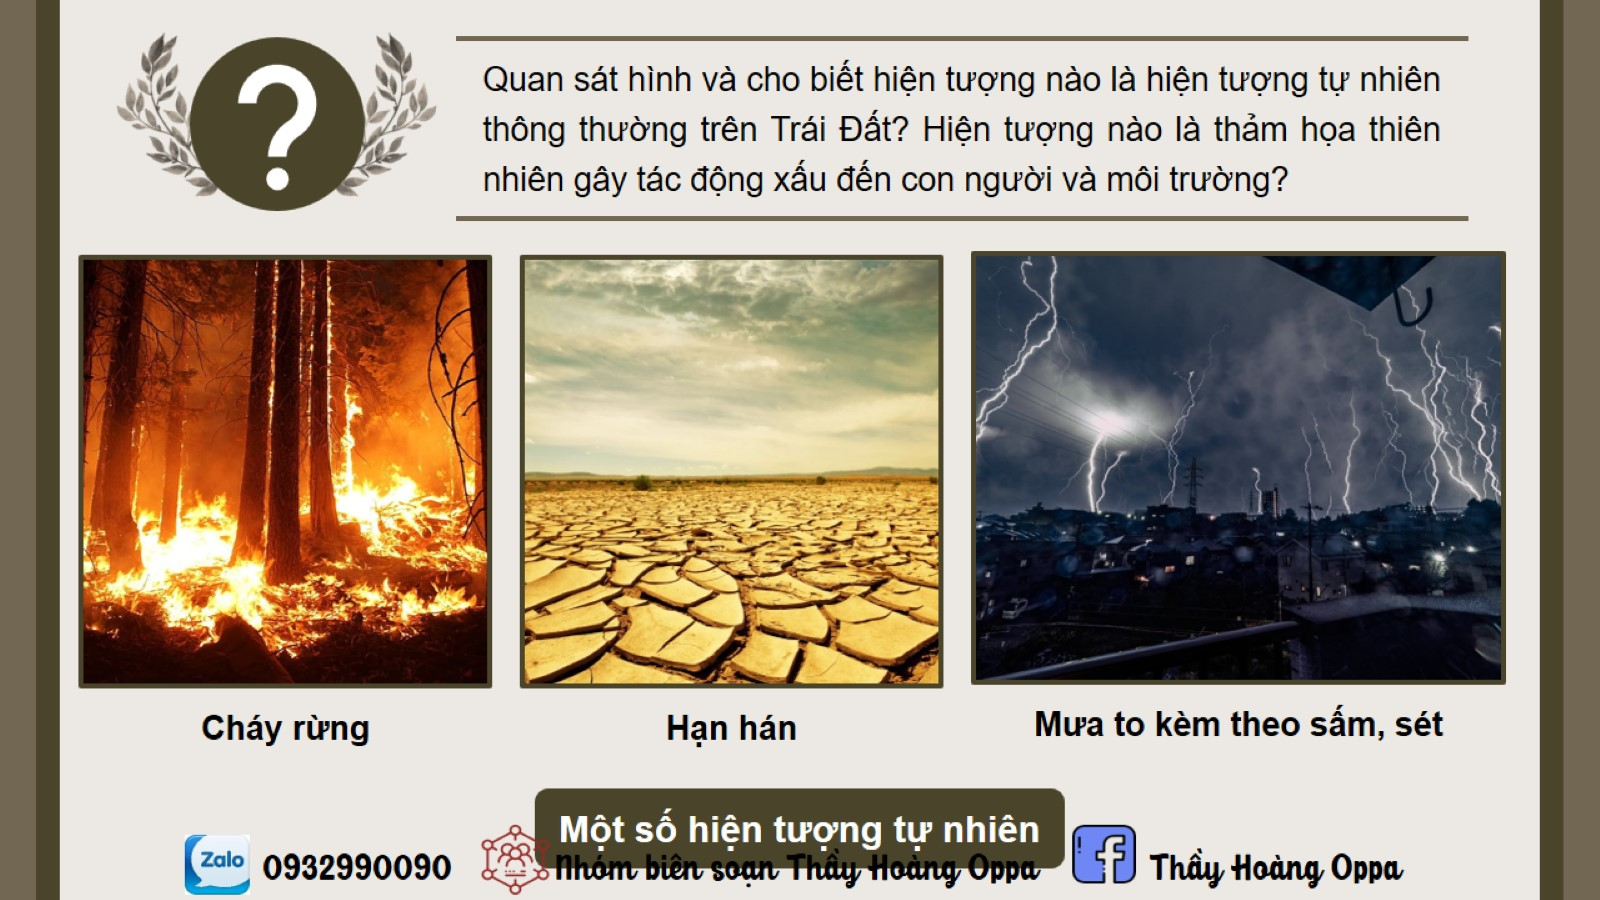 ?
Quan sát hình và cho biết hiện tượng nào là hiện tượng tự nhiên
thông thường trên Trái Đất? Hiện tượng nào là thảm họa thiên
nhiên gây tác động xấu đến con người và môi trường?
Cháy rừng
Hạn hán
Mưa to kèm theo sấm, sét
Một số hiện tượng tự nhiên
Zalo
0932990090
Nhóm biên soạn Thầy Hoàng Oppa
f
Thầy Hoàng Oppa